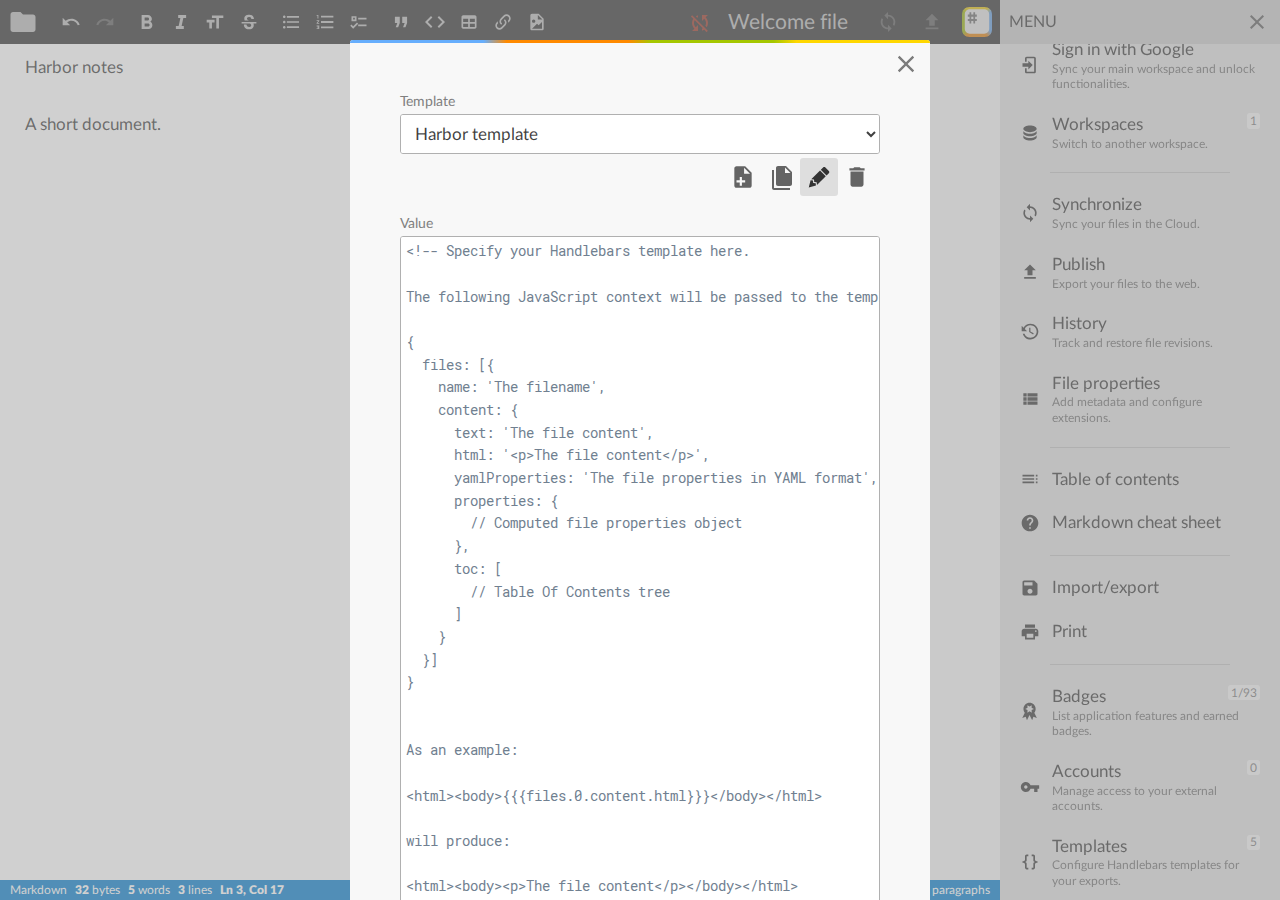 Welcome file
MENU
Harbor notes
A short document.
Template
Harbor template
Value
<!-- Specify your Handlebars template here.
The following JavaScript context will be passed to the temp
{
  files: [{
    name: 'The filename',
    content: {
      text: 'The file content',
      html: '<p>The file content</p>',
      yamlProperties: 'The file properties in YAML format',
      properties: {
        // Computed file properties object
      },
      toc: [
        // Table Of Contents tree
      ]
    }
  }]
}
As an example:
<html><body>{{{files.0.content.html}}}</body></html>
will produce:
<html><body><p>The file content</p></body></html>
Sign in with Google
Sync your main workspace and unlock
functionalities.
Workspaces 1
Switch to another workspace.
Synchronize
Sync your files in the Cloud.
Publish
Export your files to the web.
History
Track and restore file revisions.
File properties
Add metadata and configure
extensions.
Table of contents
Markdown cheat sheet
Import/export
Print
Badges 1/93
List application features and earned
badges.
Accounts 0
Manage access to your external
accounts.
Templates 5
Configure Handlebars templates for
your exports.
Markdown 32 bytes 5 words 3 lines Ln 3, Col 17
paragraphs